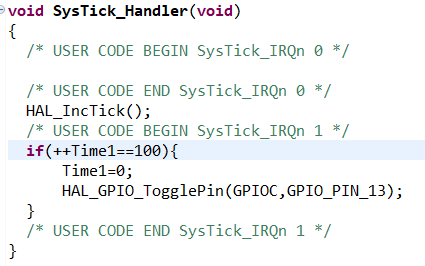 void SysTick_Handler(void)
{
  /* USER CODE BEGIN SysTick_IRQn 0 */

  /* USER CODE END SysTick_IRQn 0 */
  HAL_IncTick();
  /* USER CODE BEGIN SysTick_IRQn 1 */
  if(++Time1==100){
      Time1=0;
      HAL_GPIO_TogglePin(GPIOC,GPIO_PIN_13);
  }
  /* USER CODE END SysTick_IRQn 1 */
}